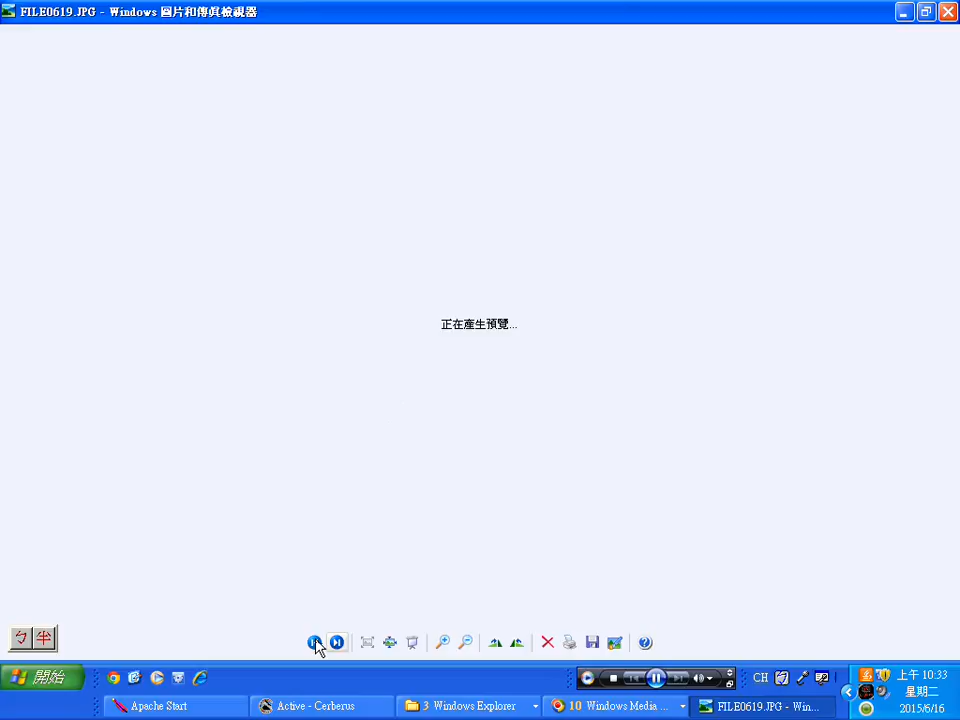 FILE0619.JPG - Windows 圖片和傳真檢視器
正在產生預覽...
ㄅ 半
開始
CH
上午 10:33
星期二
2015/6/16
Apache Start
Active - Cerberus
3 Windows Explorer
10 Windows Media ...
FILE0619.JPG - Win...